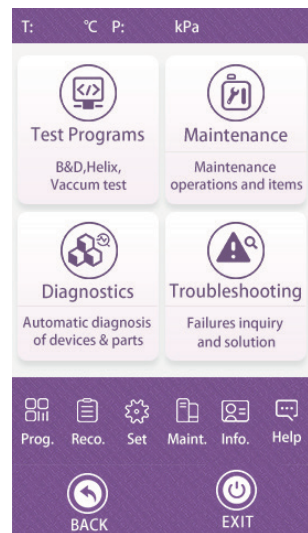 T: °C P: kPa
</>
Test Programs
B&D,Helix,
Vaccum test
Maintenance
Maintenance
operations and items
Diagnostics
Automatic diagnosis
of devices & parts
Troubleshooting
Failures inquiry
and solution
Prog. Reco. Set Maint. Info. Help
BACK EXIT